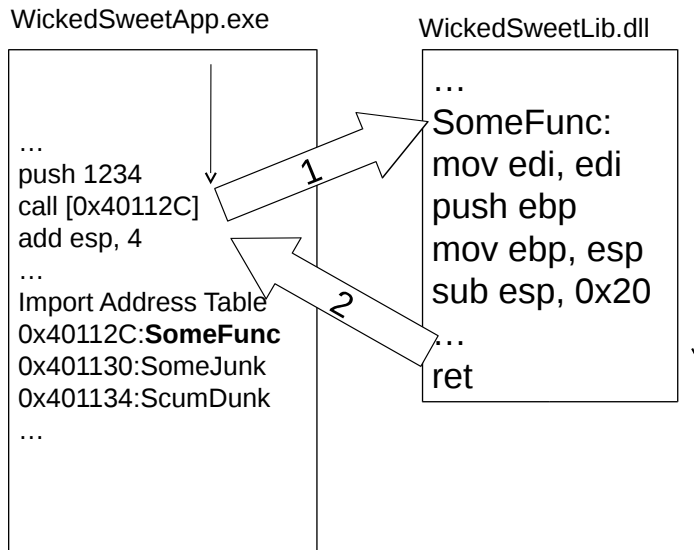 WickedSweetApp.exe
…
push 1234
call [0x40112C]
add esp, 4
…
Import Address Table
0x40112C:SomeFunc
0x401130:SomeJunk
0x401134:ScumDunk
…
1
2
WickedSweetLib.dll
…
SomeFunc:
mov edi, edi
push ebp
mov ebp, esp
sub esp, 0x20
…
ret